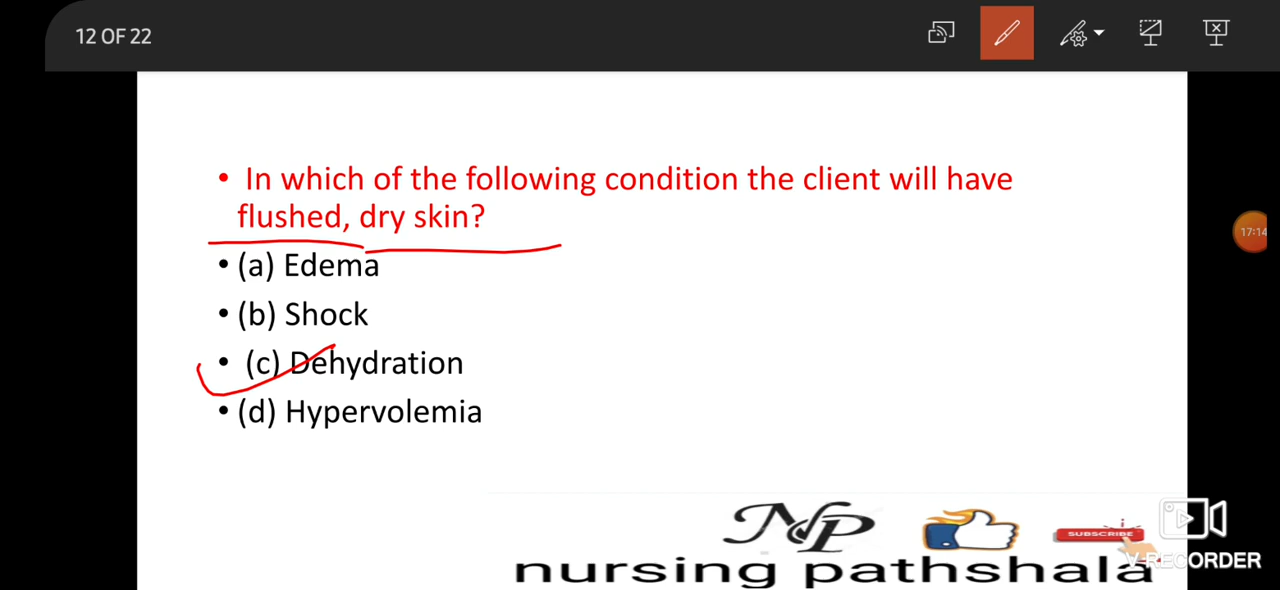 12 OF 22
• In which of the following condition the client will have
flushed, dry skin?
17:14
• (a) Edema
• (b) Shock
• (c) Dehydration
• (d) Hypervolemia
NP
SUBSCRIBE
V RECORDER
nursing pathshala